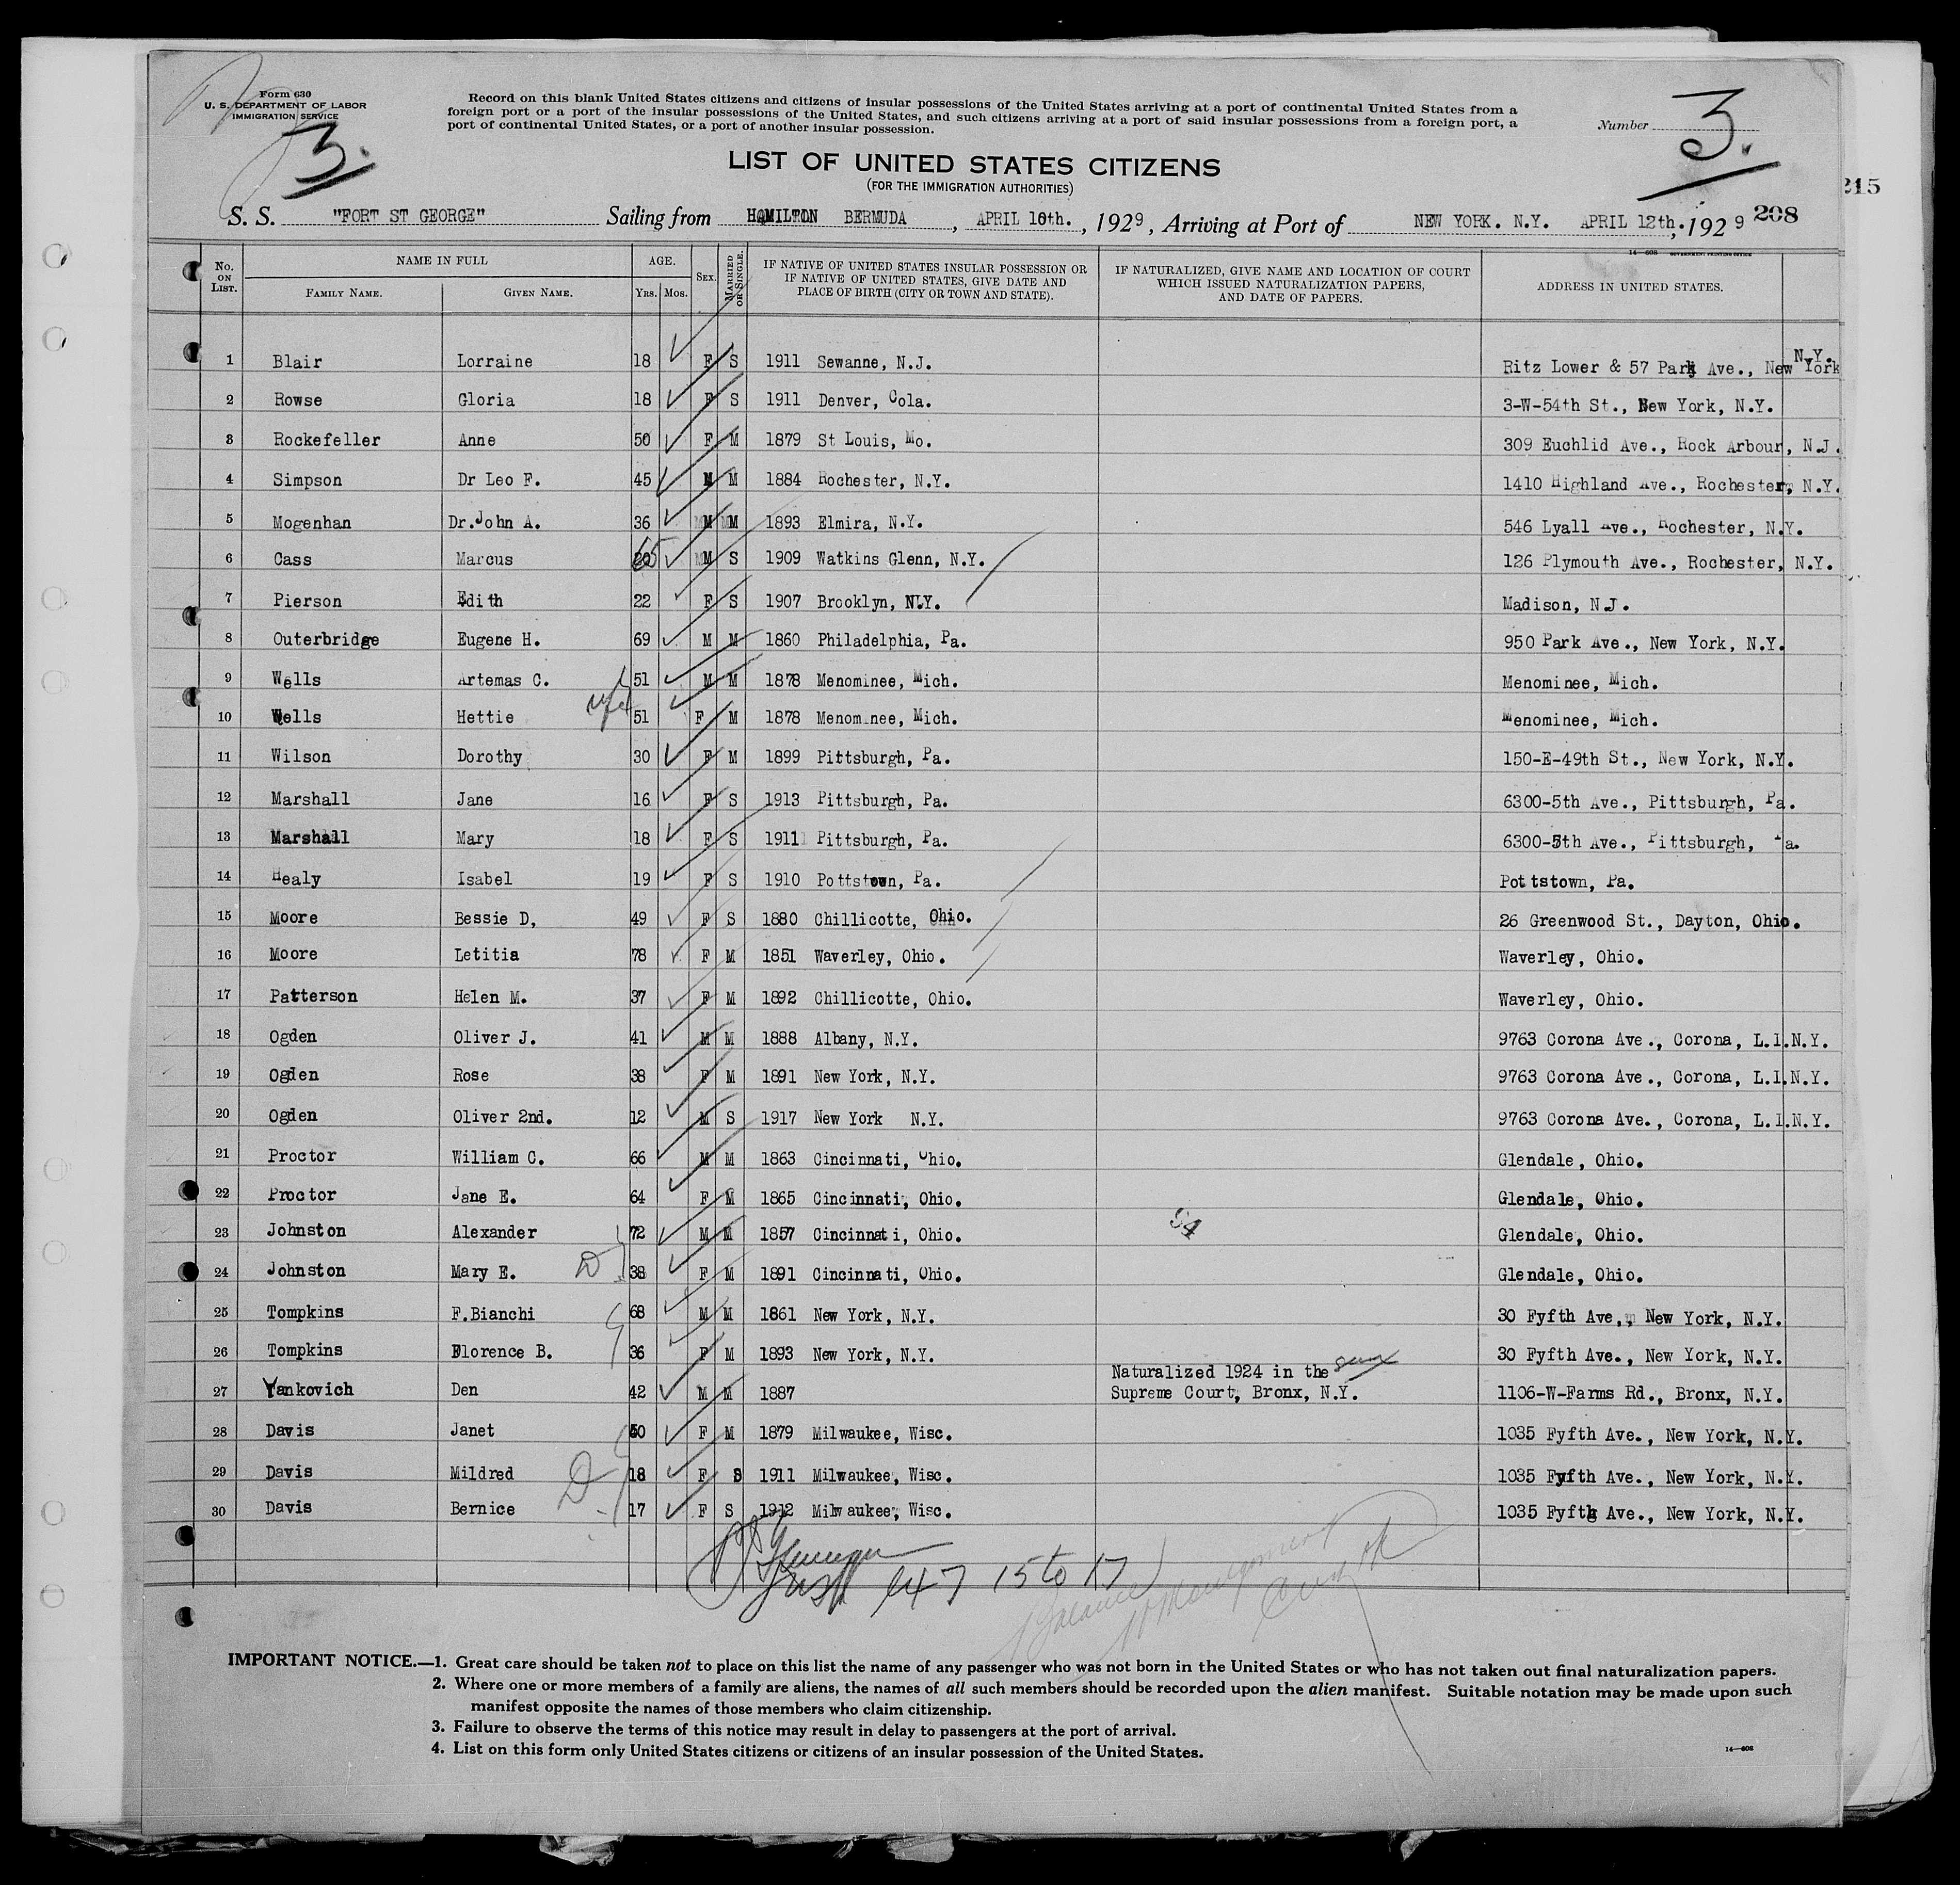 Form 630
U. S. DEPARTMENT OF LABOR
IMMIGRATION SERVICE
3.
Record on this blank United States citizens and citizens of insular possessions of the United States arriving at a port of continental United States from a
foreign port or a port of the insular possessions of the United States, and such citizens arriving at a port of said insular possessions from a foreign port, a
port of continental United States, or a port of another insular possession.
Number 3.
LIST OF UNITED STATES CITIZENS
(FOR THE IMMIGRATION AUTHORITIES)
215
S. S. "FORT ST GEORGE" Sailing from HAMILTON BERMUDA, APRIL 10th., 1929, Arriving at Port of NEW YORK. N.Y. APRIL 12th., 1929 208
14—608 GOVERNMENT PRINTING OFFICE
No. ON LIST. NAME IN FULL FAMILY NAME. GIVEN NAME. AGE. YRS. MOS. SEX. MARRIED OR SINGLE. IF NATIVE OF UNITED STATES INSULAR POSSESSION OR IF NATIVE OF UNITED STATES, GIVE DATE AND PLACE OF BIRTH (CITY OR TOWN AND STATE). IF NATURALIZED, GIVE NAME AND LOCATION OF COURT WHICH ISSUED NATURALIZATION PAPERS, AND DATE OF PAPERS. ADDRESS IN UNITED STATES.
1 Blair Lorraine 18 F S 1911 Sewanne, N.J. Ritz Lower & 57 Park Ave., New York N.Y.
2 Rowse Gloria 18 F S 1911 Denver, Cola. 3-W-54th St., New York, N.Y.
3 Rockefeller Anne 50 F M 1879 St Louis, Mo. 309 Euchlid Ave., Rock Arbour, N.J.
4 Simpson Dr Leo F. 45 M M 1884 Rochester, N.Y. 1410 Highland Ave., Rochester, N.Y.
5 Mogenhan Dr.John A. 36 M M 1893 Elmira, N.Y. 546 Lyall Ave., Rochester, N.Y.
6 Cass Marcus 20 M S 1909 Watkins Glenn, N.Y. 126 Plymouth Ave., Rochester, N.Y.
7 Pierson Edith 22 F S 1907 Brooklyn, N.Y. Madison, N.J.
8 Outerbridge Eugene H. 69 M M 1860 Philadelphia, Pa. 950 Park Ave., New York, N.Y.
9 Wells Artemas C. 51 M M 1878 Menominee, Mich. Menominee, Mich.
10 Wells Hettie wf 51 F M 1878 Menominee, Mich. Menominee, Mich.
11 Wilson Dorothy 30 F M 1899 Pittsburgh, Pa. 150-E-49th St., New York, N.Y.
12 Marshall Jane 16 F S 1913 Pittsburgh, Pa. 6300-5th Ave., Pittsburgh, Pa.
13 Marshall Mary 18 F S 1911 Pittsburgh, Pa. 6300-5th Ave., Pittsburgh, Pa.
14 Healy Isabel 19 F S 1910 Pottstown, Pa. Pottstown, Pa.
15 Moore Bessie D, 49 F S 1880 Chillicotte, Ohio. 26 Greenwood St., Dayton, Ohio.
16 Moore Letitia 78 F M 1851 Waverley, Ohio. Waverley, Ohio.
17 Patterson Helen M. 37 F M 1892 Chillicotte, Ohio. Waverley, Ohio.
18 Ogden Oliver J. 41 M M 1888 Albany, N.Y. 9763 Corona Ave., Corona, L.I.N.Y.
19 Ogden Rose 38 F M 1891 New York, N.Y. 9763 Corona Ave., Corona, L.I.N.Y.
20 Ogden Oliver 2nd. 12 M S 1917 New York N.Y. 9763 Corona Ave., Corona, L.I.N.Y.
21 Proctor William C. 66 M M 1863 Cincinnati, Ohio. Glendale, Ohio.
22 Proctor Jane E. 64 F M 1865 Cincinnati, Ohio. Glendale, Ohio.
23 Johnston Alexander 72 M M 1857 Cincinnati, Ohio. 94 Glendale, Ohio.
24 Johnston Mary E. D 38 F M 1891 Cincinnati, Ohio. Glendale, Ohio.
25 Tompkins F.Bianchi 68 M M 1861 New York, N.Y. 30 Fyfth Ave., New York, N.Y.
26 Tompkins Florence B. 36 F M 1893 New York, N.Y. 30 Fyfth Ave., New York, N.Y.
27 Yankovich Den 42 M M 1887 Naturalized 1924 in the Supreme Court, Bronx, N.Y. 1106-W-Farms Rd., Bronx, N.Y.
28 Davis Janet 50 F M 1879 Milwaukee, Wisc. 1035 Fyfth Ave., New York, N.Y.
29 Davis Mildred D 18 F S 1911 Milwaukee, Wisc. 1035 Fyfth Ave., New York, N.Y.
30 Davis Bernice 17 F S 1912 Milwaukee, Wisc. 1035 Fyfth Ave., New York, N.Y.
647 15 to 17
IMPORTANT NOTICE.—1. Great care should be taken not to place on this list the name of any passenger who was not born in the United States or who has not taken out final naturalization papers.
2. Where one or more members of a family are aliens, the names of all such members should be recorded upon the alien manifest. Suitable notation may be made upon such
manifest opposite the names of those members who claim citizenship.
3. Failure to observe the terms of this notice may result in delay to passengers at the port of arrival.
4. List on this form only United States citizens or citizens of an insular possession of the United States.
14—608